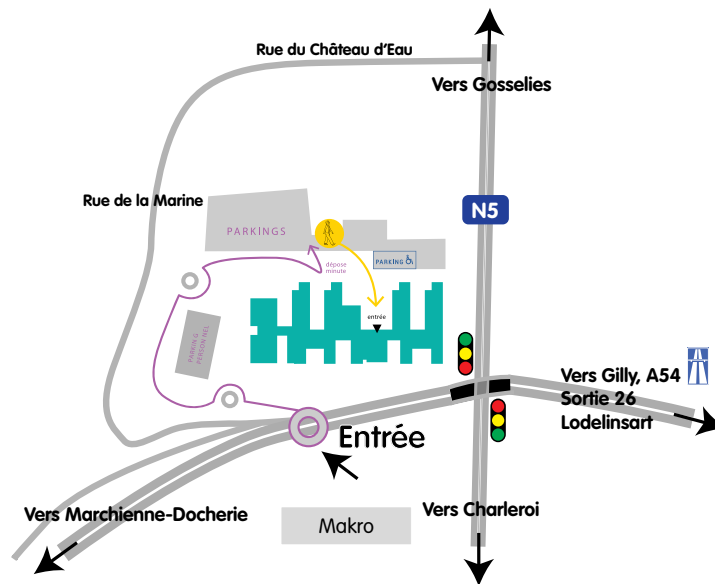 Rue du Château d'Eau
Vers Gosselies
Rue de la Marine
N5
PARKINGS
PARKING
dépose
minute
entrée
PARKING
PERSONNEL
Vers Gilly, A54
Sortie 26
Lodelinsart
Entrée
Vers Marchienne-Docherie
Makro
Vers Charleroi